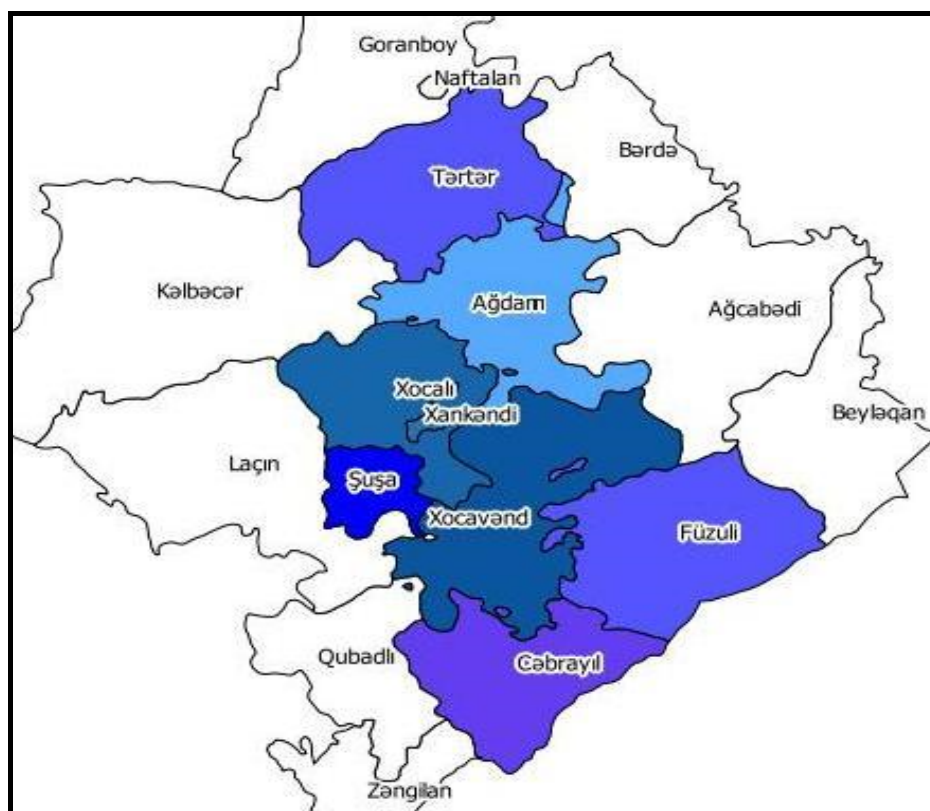 Goranboy
Naftalan
Bərdə
Tərtər
Kəlbəcər
Ağdam
Ağcabədi
Xocalı
Xankəndi
Beyləqan
Laçın
Şuşa
Xocavənd
Füzuli
Qubadlı
Cəbrayıl
Zəngilan